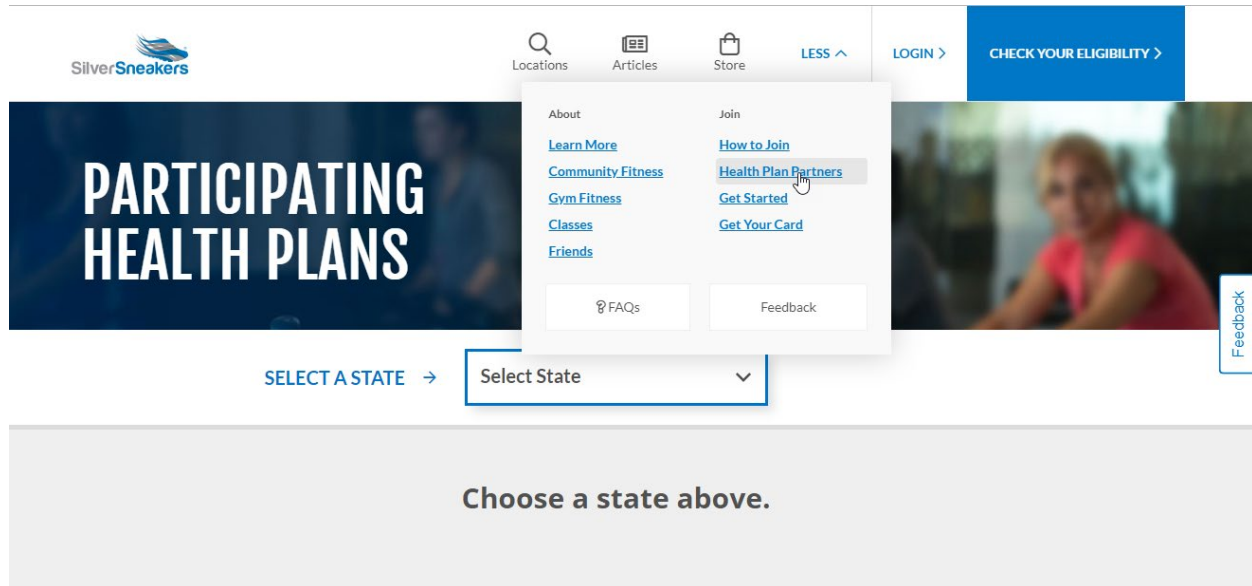 SilverSneakers
Locations
Articles
Store
LESS
LOGIN >
CHECK YOUR ELIGIBILITY >
About
Learn More
Community Fitness
Gym Fitness
Classes
Friends
Join
How to Join
Health Plan Partners
Get Started
Get Your Card
? FAQs
Feedback
PARTICIPATING
HEALTH PLANS
Feedback
SELECT A STATE →
Select State
Choose a state above.